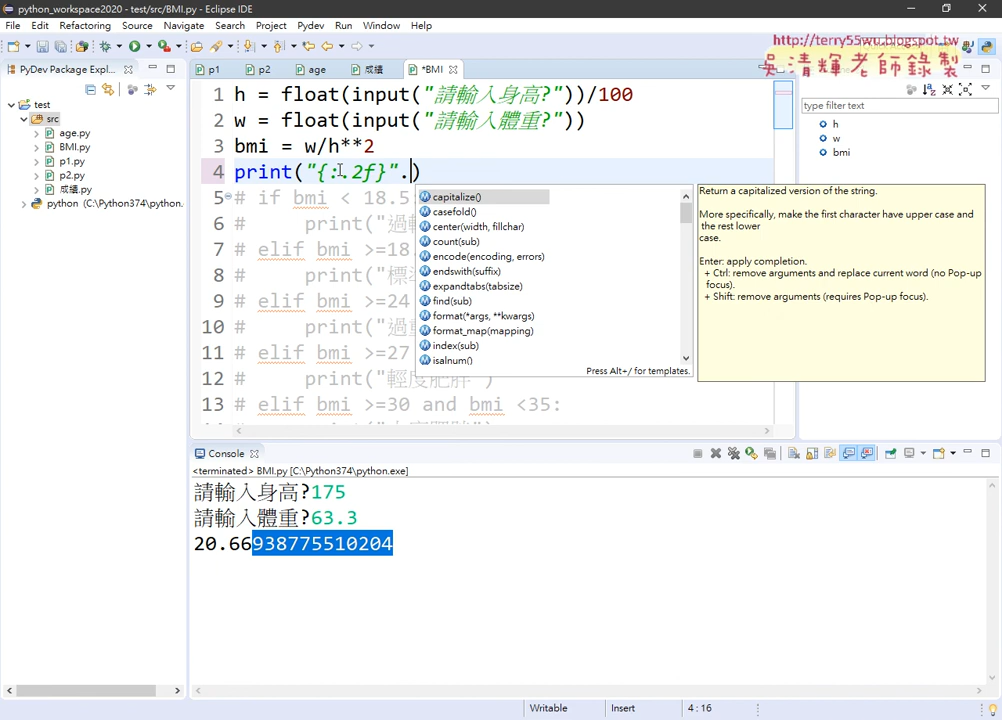 python_workspace2020 - test/src/BMI.py - Eclipse IDE
File Edit Refactoring Source Navigate Search Project Pydev Run Window Help
http://terry55wu.blogspot.tw
吳清輝老師錄製
PyDev Package Expl...
p1 p2 age 成績 *BMI
test
src
age.py
BMI.py
p1.py
p2.py
成績.py
python (C:\Python374\python.
1 h = float(input("請輸入身高?"))/100
2 w = float(input("請輸入體重?"))
3 bmi = w/h**2
4 print("{:.2f}".)
5 # if bmi < 18.5
6 # print("過
7 # elif bmi >=18
8 # print("標
9 # elif bmi >=24
10 # print("過
11 # elif bmi >=27
12 # print("輕度肥胖")
13 # elif bmi >=30 and bmi <35:
14
capitalize()
casefold()
center(width, fillchar)
count(sub)
encode(encoding, errors)
endswith(suffix)
expandtabs(tabsize)
find(sub)
format(*args, **kwargs)
format_map(mapping)
index(sub)
isalnum()
Press Alt+/ for templates.
Return a capitalized version of the string.
More specifically, make the first character have upper case and
the rest lower
case.
Enter: apply completion.
+ Ctrl: remove arguments and replace current word (no Pop-up
focus).
+ Shift: remove arguments (requires Pop-up focus).
type filter text
h
w
bmi
Console
<terminated> BMI.py [C:\Python374\python.exe]
請輸入身高?175
請輸入體重?63.3
20.66938775510204
Writable Insert 4 : 16